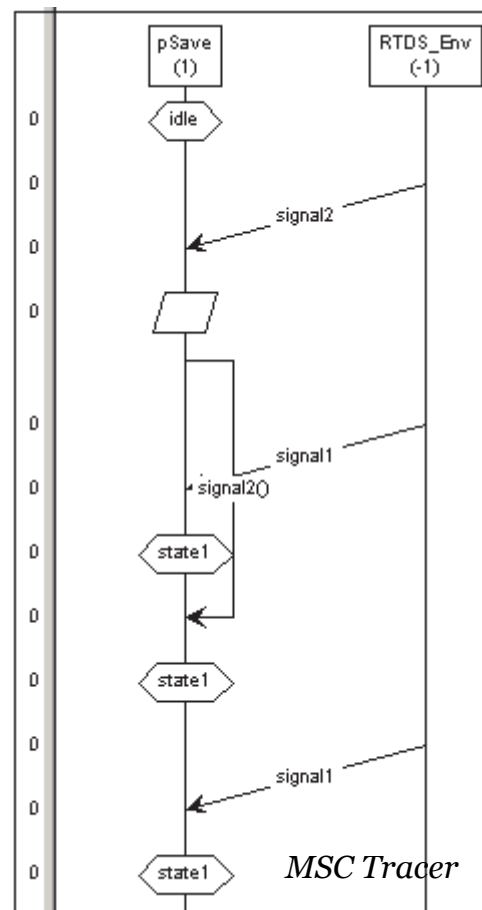 pSave
(1)
RTDS_Env
(-1)
0
idle
0
signal2
0
0
0
signal1
0
signal2()
0
state1
0
0
state1
0
signal1
0
0
state1
MSC Tracer